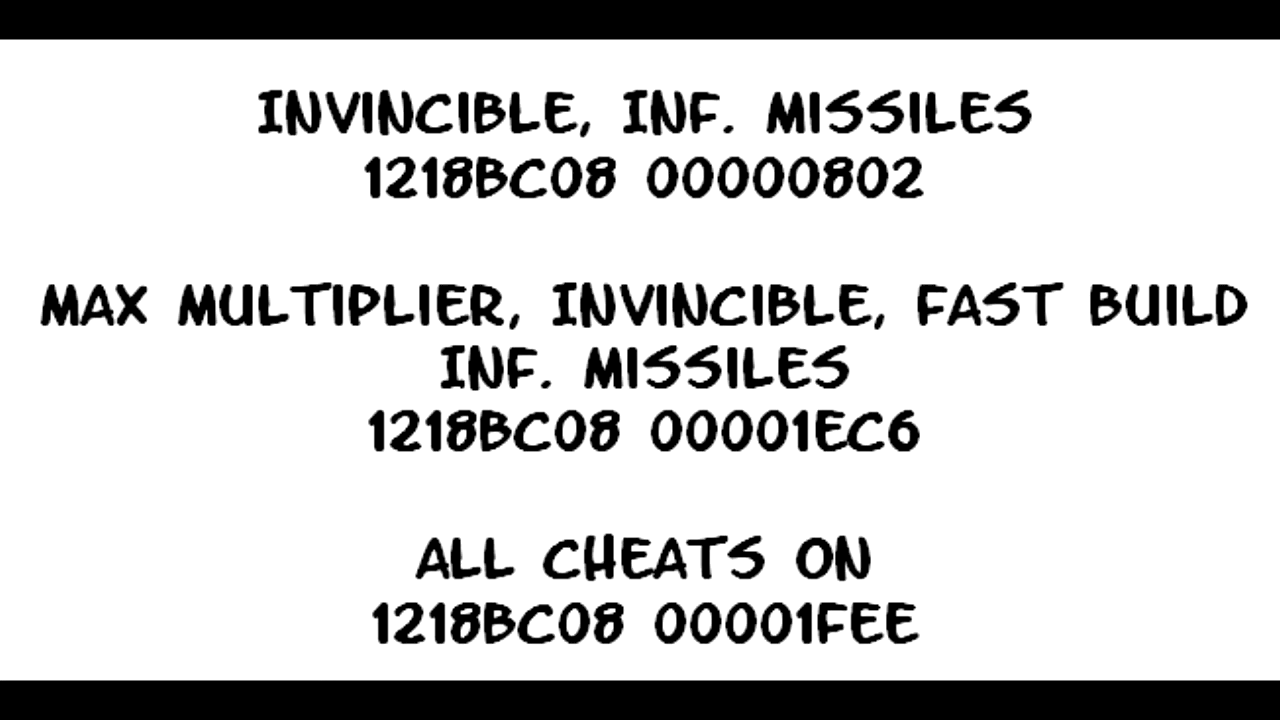 INVINCIBLE, INF. MISSILES
1218BC08 00000802
MAX MULTIPLIER, INVINCIBLE, FAST BUILD
INF. MISSILES
1218BC08 00001EC6
ALL CHEATS ON
1218BC08 00001FEE